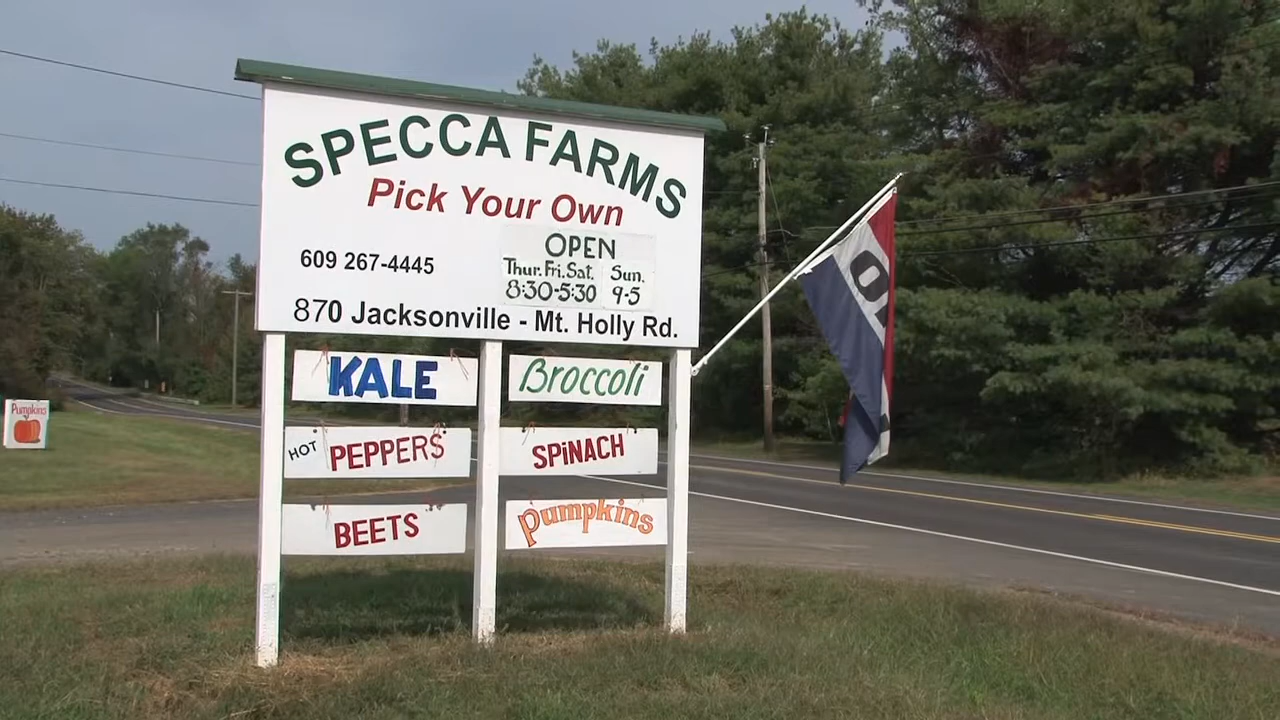 SPECCA FARMS
Pick Your Own
OPEN
Thur. Fri. Sat. Sun.
8:30-5:30 9-5
609 267-4445
870 Jacksonville - Mt. Holly Rd.
KALE
Broccoli
HOT PEPPERS
SPiNACH
BEETS
Pumpkins
Pumpkins